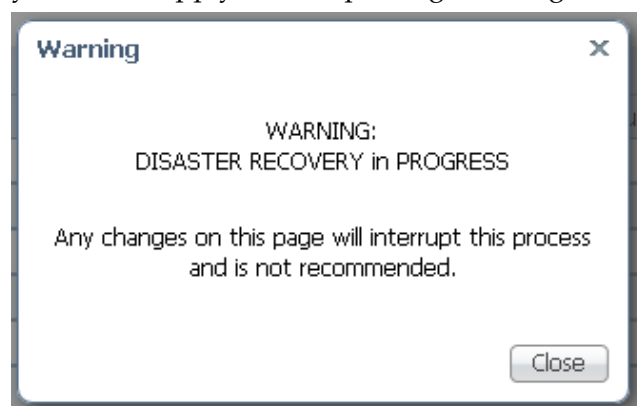 Warning
WARNING:
DISASTER RECOVERY in PROGRESS
Any changes on this page will interrupt this process
and is not recommended.
Close